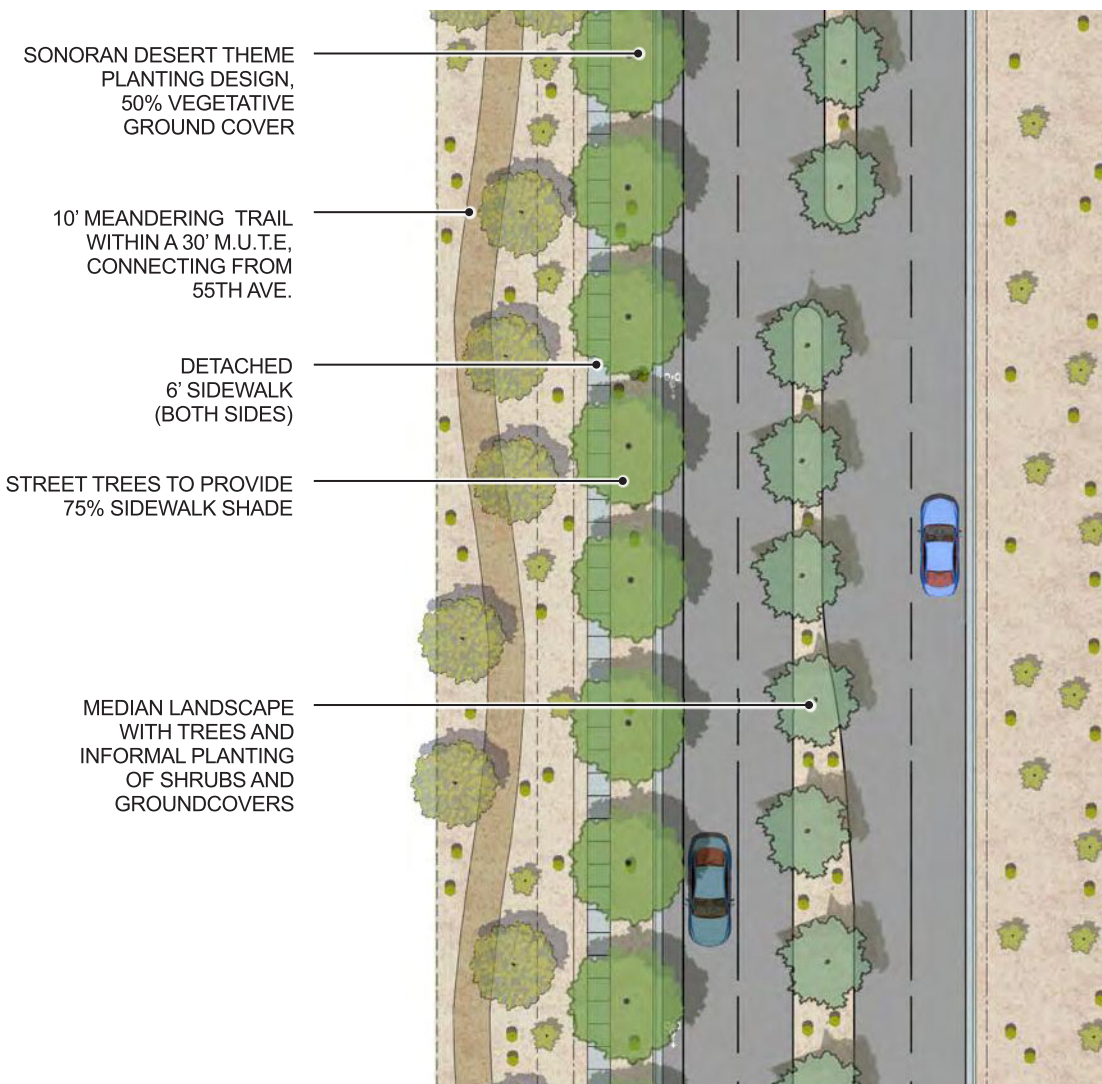 SONORAN DESERT THEME
PLANTING DESIGN,
50% VEGETATIVE
GROUND COVER
10' MEANDERING TRAIL
WITHIN A 30' M.U.T.E,
CONNECTING FROM
55TH AVE.
DETACHED
6' SIDEWALK
(BOTH SIDES)
STREET TREES TO PROVIDE
75% SIDEWALK SHADE
MEDIAN LANDSCAPE
WITH TREES AND
INFORMAL PLANTING
OF SHRUBS AND
GROUNDCOVERS